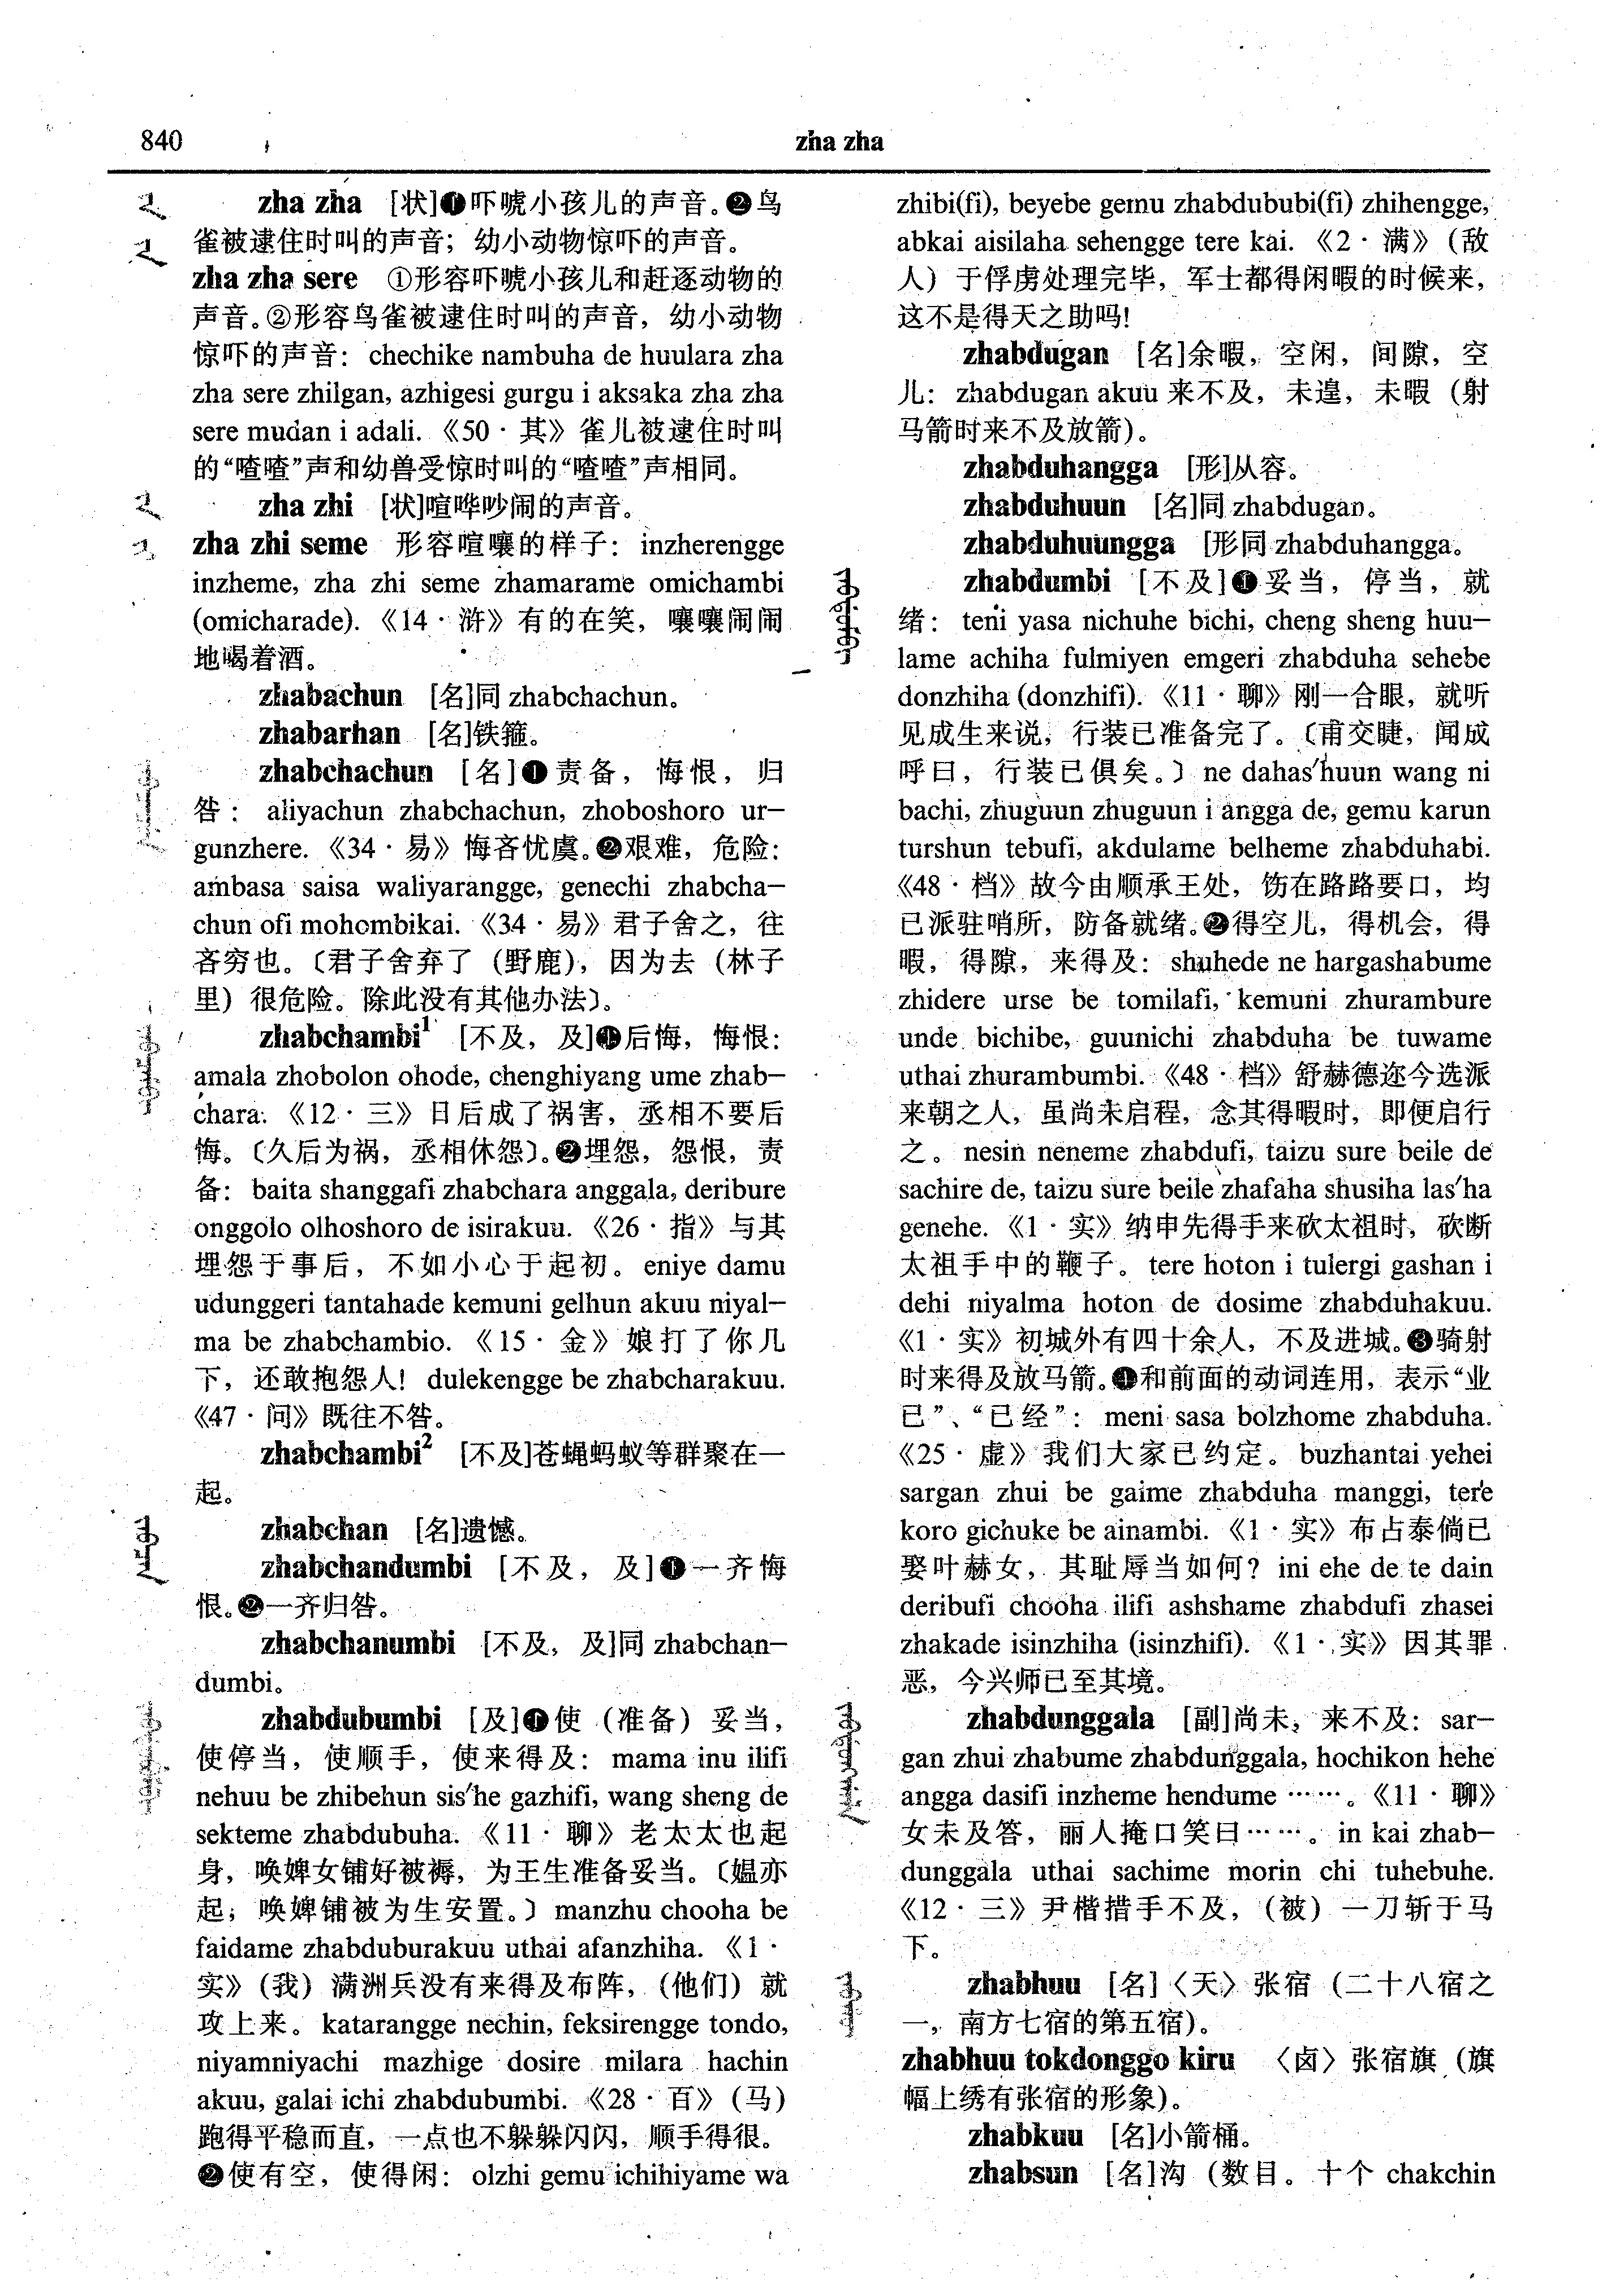 840
zha zha
zha zha [状]❶吓唬小孩儿的声音。❷鸟
雀被逮住时叫的声音；幼小动物惊吓的声音。
zha zha sere ①形容吓唬小孩儿和赶逐动物的
声音。②形容鸟雀被逮住时叫的声音，幼小动物
惊吓的声音：chechike nambuha de huulara zha
zha sere zhilgan, azhigesi gurgu i aksaka zha zha
sere mudan i adali.《50·其》雀儿被逮住时叫
的“喳喳”声和幼兽受惊时叫的“喳喳”声相同。
zha zhi [状]喧哗吵闹的声音。
zha zhi seme 形容喧嚷的样子：inzherengge
inzheme, zha zhi seme zhamarame omichambi
(omicharade).《14·浒》有的在笑，嚷嚷闹闹
地喝着酒。
zhabachun [名]同 zhabchachun。
zhabarhan [名]铁箍。
zhabchachun [名]❶责备，悔恨，归
咎：aliyachun zhabchachun, zhoboshoro ur-
gunzhere.《34·易》悔吝忧虞。❷艰难，危险：
ambasa saisa waliyarangge, genechi zhabcha-
chun ofi mohombikai.《34·易》君子舍之，往
吝穷也。〔君子舍弃了（野鹿），因为去（林子
里）很危险。除此没有其他办法〕。
zhabchambi¹ [不及，及]❶后悔，悔恨：
amala zhobolon ohode, chenghiyang ume zhab-
chara.《12·三》日后成了祸害，丞相不要后
悔。〔久后为祸，丞相休怨〕。❷埋怨，怨恨，责
备：baita shanggafi zhabchara anggala, deribure
onggolo olhoshoro de isirakuu.《26·指》与其
埋怨于事后，不如小心于起初。eniye damu
udunggeri tantahade kemuni gelhun akuu niyal-
ma be zhabchambio.《15·金》娘打了你几
下，还敢抱怨人！dulekengge be zhabcharakuu.
《47·问》既往不咎。
zhabchambi² [不及]苍蝇蚂蚁等群聚在一
起。
zhabchan [名]遗憾。
zhabchandumbi [不及，及]❶一齐悔
恨。❷一齐归咎。
zhabchanumbi [不及，及]同 zhabchan-
dumbi。
zhabdubumbi [及]❶使（准备）妥当，
使停当，使顺手，使来得及：mama inu ilifi
nehuu be zhibehun sis'he gazhifi, wang sheng de
sekteme zhabdubuha.《11·聊》老太太也起
身，唤婢女铺好被褥，为王生准备妥当。〔媪亦
起；唤婢铺被为生安置。〕manzhu chooha be
faidame zhabduburakuu uthai afanzhiha.《1·
实》（我）满洲兵没有来得及布阵，（他们）就
攻上来。katarangge nechin, feksirengge tondo,
niyamniyachi mazhige dosire milara hachin
akuu, galai ichi zhabdubumbi.《28·百》（马）
跑得平稳而直，一点也不躲躲闪闪，顺手得很。
❷使有空，使得闲：olzhi gemu ichihiyame wa
zhibi(fi), beyebe gemu zhabdububi(fi) zhihengge,
abkai aisilaha sehengge tere kai.《2·满》（敌
人）于俘虏处理完毕，军士都得闲暇的时候来，
这不是得天之助吗！
zhabdugan [名]余暇，空闲，间隙，空
儿：zhabdugan akuu 来不及，未遑，未暇（射
马箭时来不及放箭）。
zhabduhangga [形]从容。
zhabduhuun [名]同 zhabdugan。
zhabduhuungga [形同 zhabduhangga。
zhabdumbi [不及]❶妥当，停当，就
绪：teni yasa nichuhe bichi, cheng sheng huu-
lame achiha fulmiyen emgeri zhabduha sehebe
donzhiha (donzhifi).《11·聊》刚一合眼，就听
见成生来说，行装已准备完了。〔甫交睫，闻成
呼曰，行装已俱矣。〕ne dahas'huun wang ni
bachi, zhuguun zhuguun i angga de, gemu karun
turshun tebufi, akdulame belheme zhabduhabi.
《48·档》故今由顺承王处，饬在路路要口，均
已派驻哨所，防备就绪。❷得空儿，得机会，得
暇，得隙，来得及：shuhede ne hargashabume
zhidere urse be tomilafi, kemuni zhurambure
unde bichibe, guunichi zhabduha be tuwame
uthai zhurambumbi.《48·档》舒赫德迩今选派
来朝之人，虽尚未启程，念其得暇时，即便启行
之。nesin neneme zhabdufi, taizu sure beile de
sachire de, taizu sure beile zhafaha shusiha las'ha
genehe.《1·实》纳申先得手来砍太祖时，砍断
太祖手中的鞭子。tere hoton i tulergi gashan i
dehi niyalma hoton de dosime zhabduhakuu.
《1·实》初城外有四十余人，不及进城。❸骑射
时来得及放马箭。❹和前面的动词连用，表示“业
已”、“已经”：meni sasa bolzhome zhabduha.
《25·虚》我们大家已约定。buzhantai yehei
sargan zhui be gaime zhabduha manggi, tere
koro gichuke be ainambi.《1·实》布占泰倘已
娶叶赫女，其耻辱当如何？ini ehe de te dain
deribufi chooha ilifi ashshame zhabdufi zhasei
zhakade isinzhiha (isinzhifi).《1·实》因其罪
恶，今兴师已至其境。
zhabdunggala [副]尚未，来不及：sar-
gan zhui zhabume zhabdunggala, hochikon hehe
angga dasifi inzheme hendume ……。《11·聊》
女未及答，丽人掩口笑曰……。in kai zhab-
dunggala uthai sachime morin chi tuhebuhe.
《12·三》尹楷措手不及，（被）一刀斩于马
下。
zhabhuu [名]〈天〉张宿（二十八宿之
一，南方七宿的第五宿）。
zhabhuu tokdonggo kiru 〈卤〉张宿旗（旗
幅上绣有张宿的形象）。
zhabkuu [名]小箭桶。
zhabsun [名]沟（数目。十个 chakchin